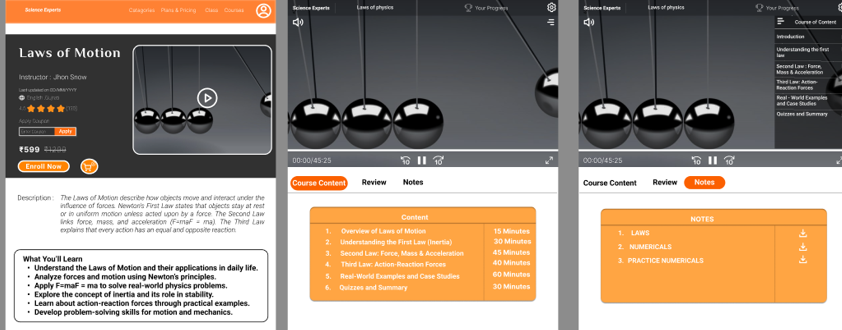 Science Experts
Categories Plans & Pricing Class Courses
Laws of Motion
Instructor : Jhon Snow
Last updated on DD/MM/YYYY
English
Apply Coupon
Apply
₹599 ₹1299
Enroll Now
Description : The Laws of Motion describe how objects move and interact under the
influence of forces. Newton's First Law states that objects stay at rest
or in uniform motion unless acted upon by a force. The Second Law
links force, mass, and acceleration (F=maF = ma). The Third Law
explains that every action has an equal and opposite reaction.
What You'll Learn
• Understand the Laws of Motion and their applications in daily life.
• Analyze forces and motion using Newton's principles.
• Apply F=maF = ma to solve real-world physics problems.
• Explore the concept of inertia and its role in stability.
• Learn about action-reaction forces through practical examples.
• Develop problem-solving skills for motion and mechanics.
Science Experts
Laws of physics
Your Progress
00:00/45:25
10
10
Course Content Review Notes
Content
1. Overview of Laws of Motion 15 Minutes
2. Understanding the First Law (Inertia) 30 Minutes
3. Second Law: Force, Mass & Acceleration 45 Minutes
4. Third Law: Action-Reaction Forces 40 Minutes
5. Real-World Examples and Case Studies 60 Minutes
6. Quizzes and Summary 30 Minutes
Science Experts
Laws of physics
Your Progress
Course of Content
Introduction
Understanding the first
law
Second Law : Force,
Mass & Acceleration
Third Law: Action-
Reaction Forces
Real - World Examples
and Case Studies
Quizzes and Summary
00:00/45:25
10
10
Course Content Review Notes
NOTES
1. LAWS
2. NUMERICALS
3. PRACTICE NUMERICALS